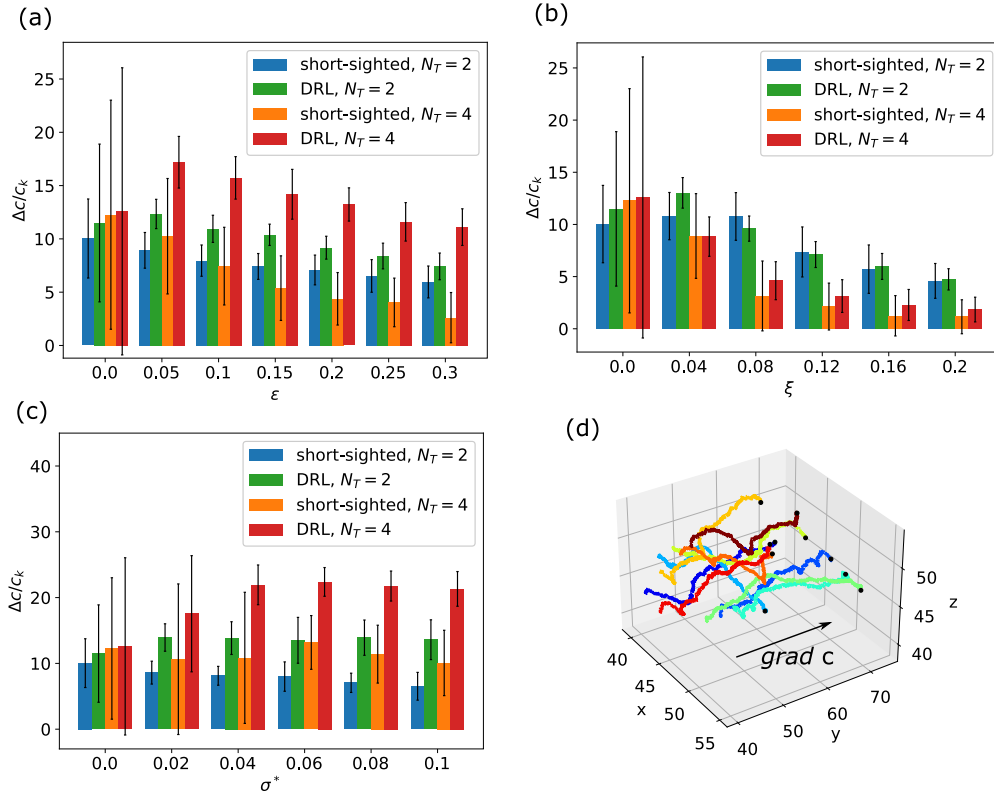 (a)
short-sighted, N_T = 2
DRL, N_T = 2
short-sighted, N_T = 4
DRL, N_T = 4
Δc/c_k
25
20
15
10
5
0
0.0 0.05 0.1 0.15 0.2 0.25 0.3
ε
(b)
short-sighted, N_T = 2
DRL, N_T = 2
short-sighted, N_T = 4
DRL, N_T = 4
Δc/c_k
25
20
15
10
5
0
0.0 0.04 0.08 0.12 0.16 0.2
ξ
(c)
short-sighted, N_T = 2
DRL, N_T = 2
short-sighted, N_T = 4
DRL, N_T = 4
Δc/c_k
40
30
20
10
0
0.0 0.02 0.04 0.06 0.08 0.1
σ*
(d)
50
45
40
z
grad c
40
45
50
55
x
40
50
60
70
y